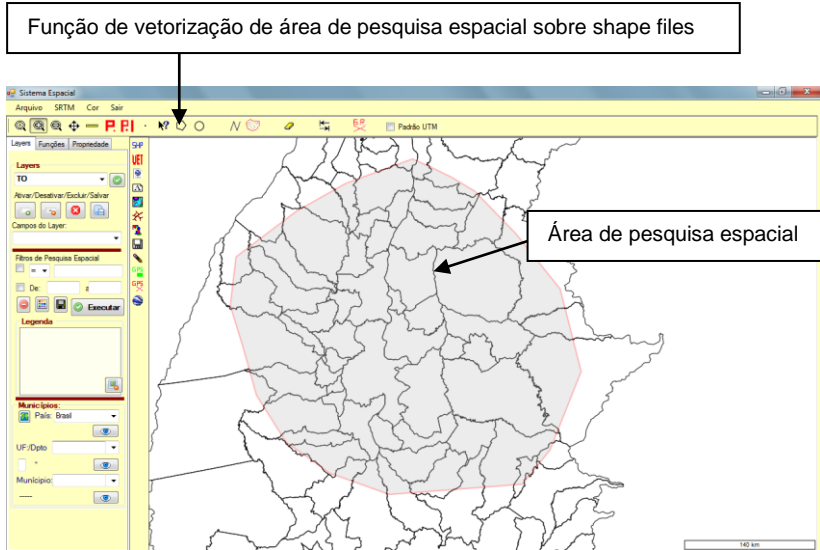 Função de vetorização de área de pesquisa espacial sobre shape files
Sistema Espacial
Arquivo SRTM Cor Sair
Padrão UTM
Layers Funções Propriedade
Layers
TO
Ativar/Desativar/Excluir/Salvar
Campos do Layer:
Filtros de Pesquisa Espacial
=
De: a
Executar
Legenda
Municípios:
País: Brasil
UF:/Dpto
Município:
SHP
GPS
GPS
Área de pesquisa espacial
140 km